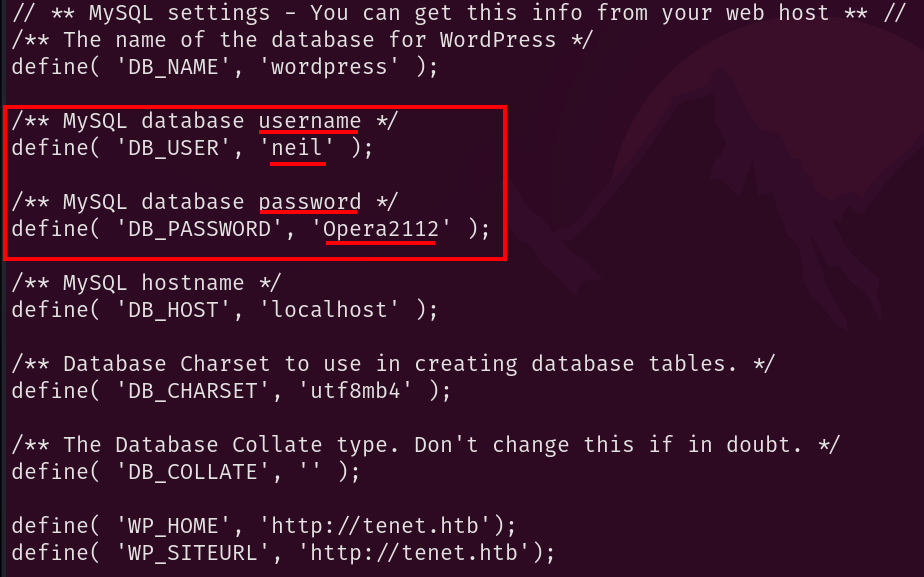 // ** MySQL settings - You can get this info from your web host ** //
/** The name of the database for WordPress */
define( 'DB_NAME', 'wordpress' );
/** MySQL database username */
define( 'DB_USER', 'neil' );
/** MySQL database password */
define( 'DB_PASSWORD', 'Opera2112' );
/** MySQL hostname */
define( 'DB_HOST', 'localhost' );
/** Database Charset to use in creating database tables. */
define( 'DB_CHARSET', 'utf8mb4' );
/** The Database Collate type. Don't change this if in doubt. */
define( 'DB_COLLATE', '' );
define( 'WP_HOME', 'http://tenet.htb');
define( 'WP_SITEURL', 'http://tenet.htb');